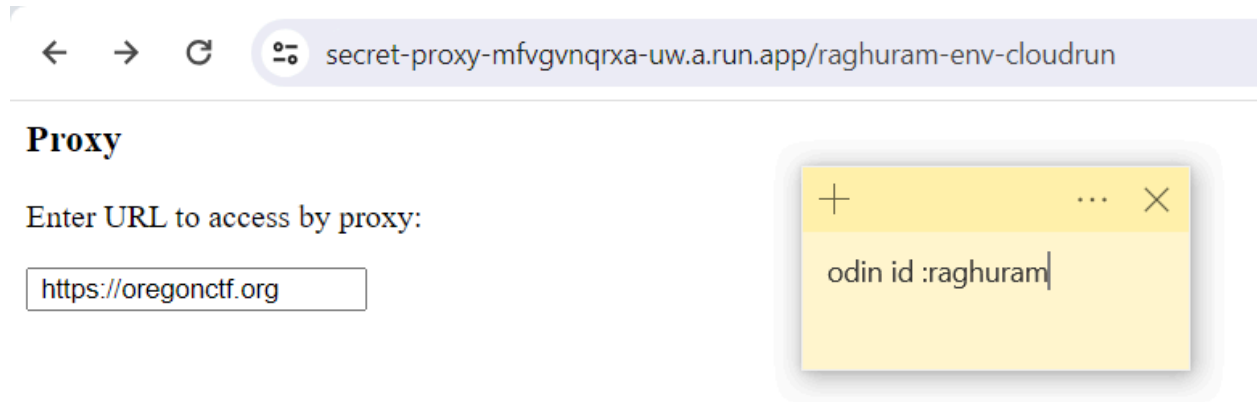 secret-proxy-mfvgvnqrxa-uw.a.run.app/raghuram-env-cloudrun
Proxy
Enter URL to access by proxy:
https://oregonctf.org
odin id :raghuram